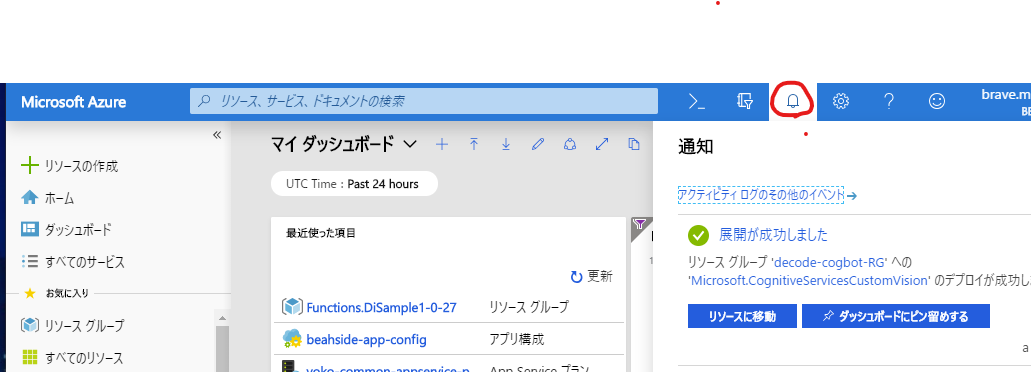 Microsoft Azure
リソース、サービス、ドキュメントの検索
brave.m
BE
リソースの作成
ホーム
ダッシュボード
すべてのサービス
お気に入り
リソース グループ
すべてのリソース
マイ ダッシュボード
UTC Time : Past 24 hours
最近使った項目
更新
Functions.DiSample1-0-27 リソース グループ
beahside-app-config アプリ構成
yoko-common-appservice-p App Service プラン
通知
アクティビティ ログのその他のイベント
展開が成功しました
リソース グループ 'decode-cogbot-RG' への
'Microsoft.CognitiveServicesCustomVision' のデプロイが成功し
リソースに移動 ダッシュボードにピン留めする
a